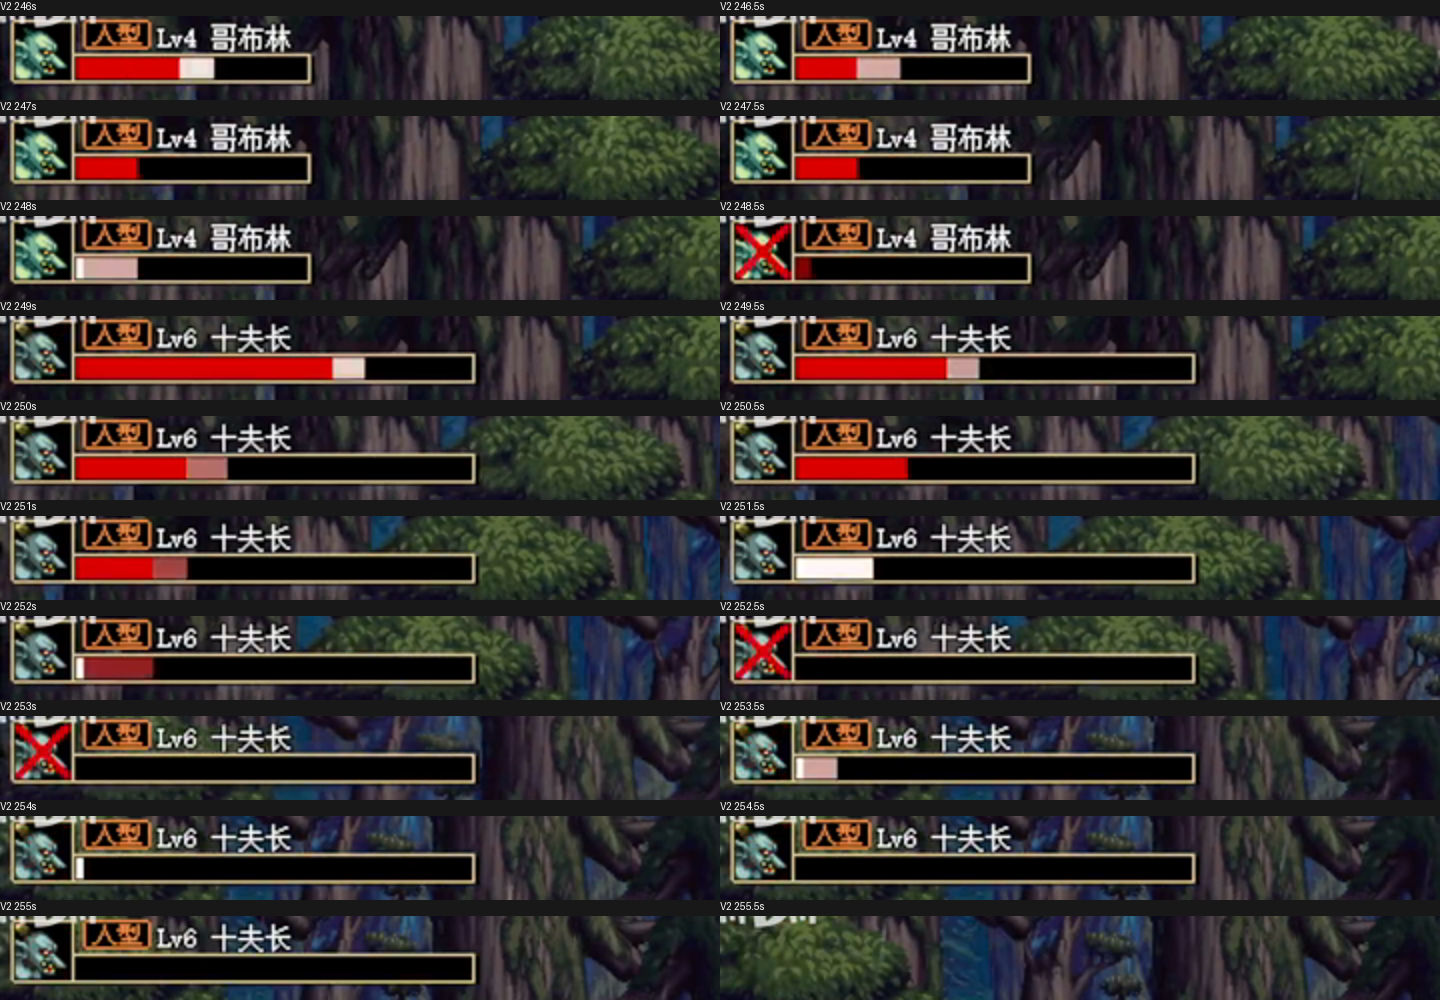 V2 246s
人型 Lv4 哥布林
V2 246.5s
人型 Lv4 哥布林
V2 247s
人型 Lv4 哥布林
V2 247.5s
人型 Lv4 哥布林
V2 248s
人型 Lv4 哥布林
V2 248.5s
人型 Lv4 哥布林
V2 249s
人型 Lv6 十夫长
V2 249.5s
人型 Lv6 十夫长
V2 250s
人型 Lv6 十夫长
V2 250.5s
人型 Lv6 十夫长
V2 251s
人型 Lv6 十夫长
V2 251.5s
人型 Lv6 十夫长
V2 252s
人型 Lv6 十夫长
V2 252.5s
人型 Lv6 十夫长
V2 253s
人型 Lv6 十夫长
V2 253.5s
人型 Lv6 十夫长
V2 254s
人型 Lv6 十夫长
V2 254.5s
人型 Lv6 十夫长
V2 255s
人型 Lv6 十夫长
V2 255.5s